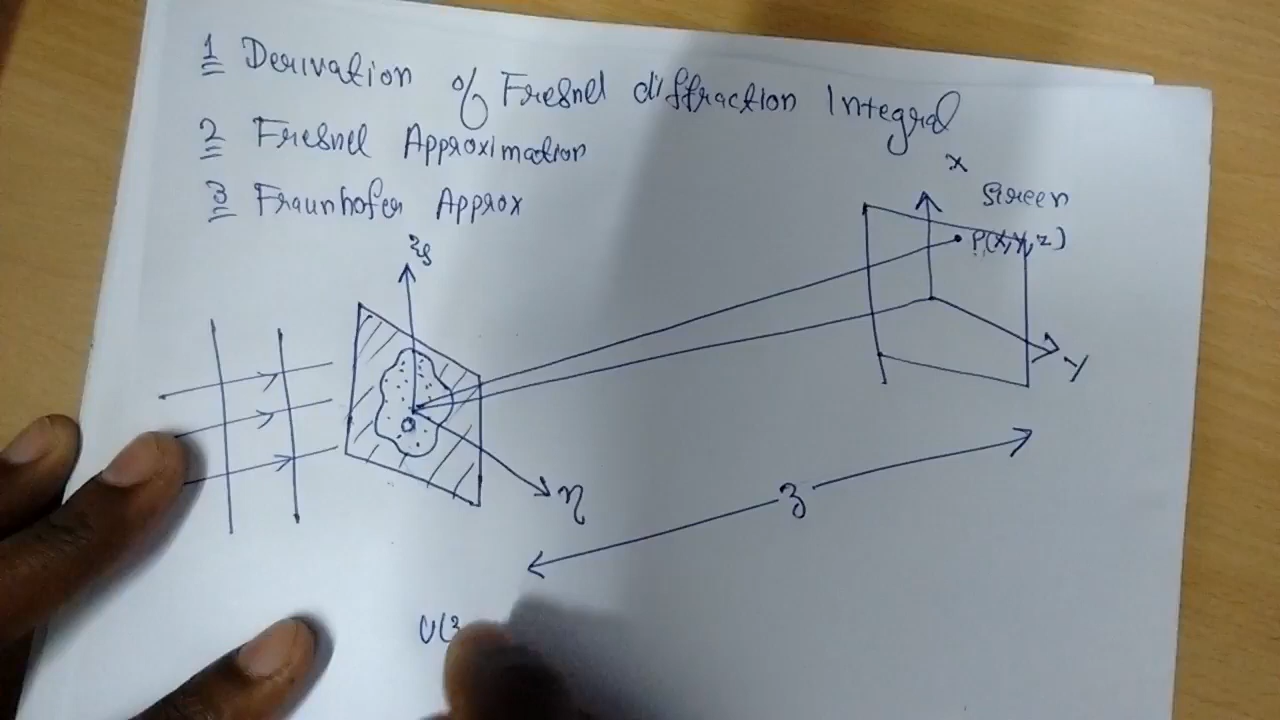 1 Derivation of Fresnel diffraction Integral
2 Fresnel Approximation
3 Fraunhofer Approx
x
Screen
P(x,y,z)
ξ
y
η
z
U(